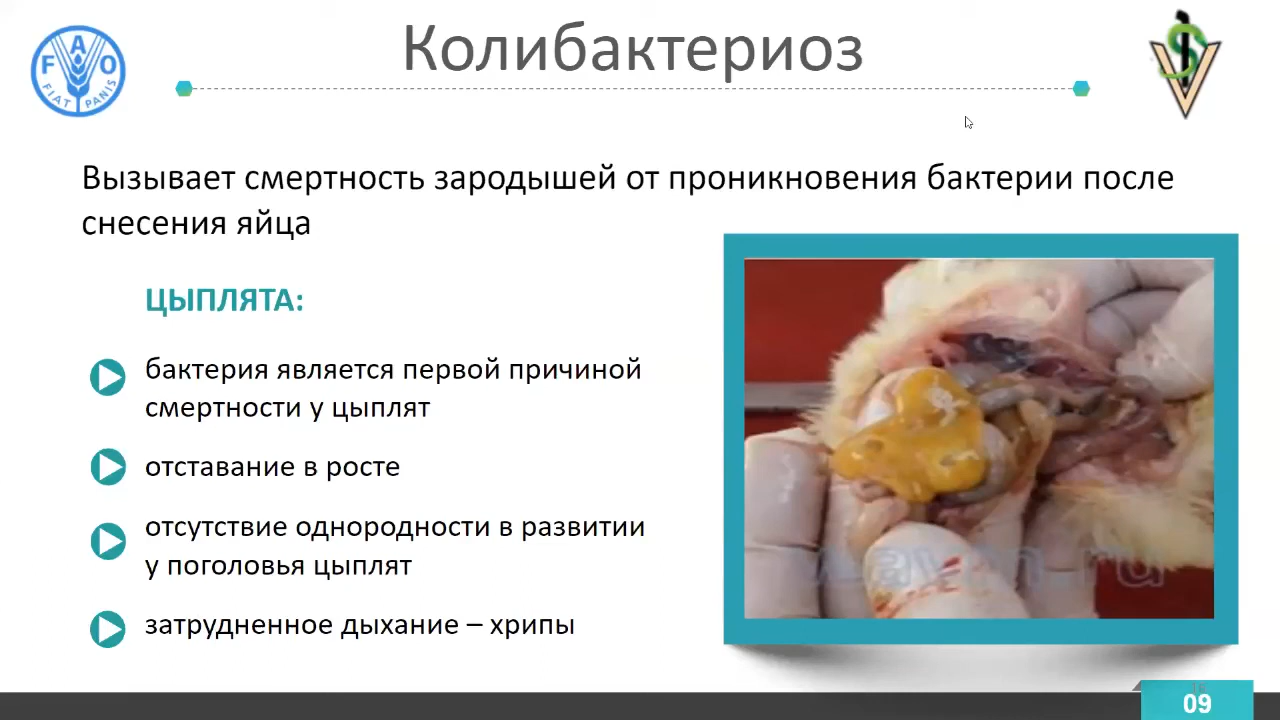 Колибактериоз
FAO
FIAT PANIS
Вызывает смертность зародышей от проникновения бактерии после
снесения яйца
ЦЫПЛЯТА:
бактерия является первой причиной
смертности у цыплят
отставание в росте
отсутствие однородности в развитии
у поголовья цыплят
затрудненное дыхание – хрипы
09